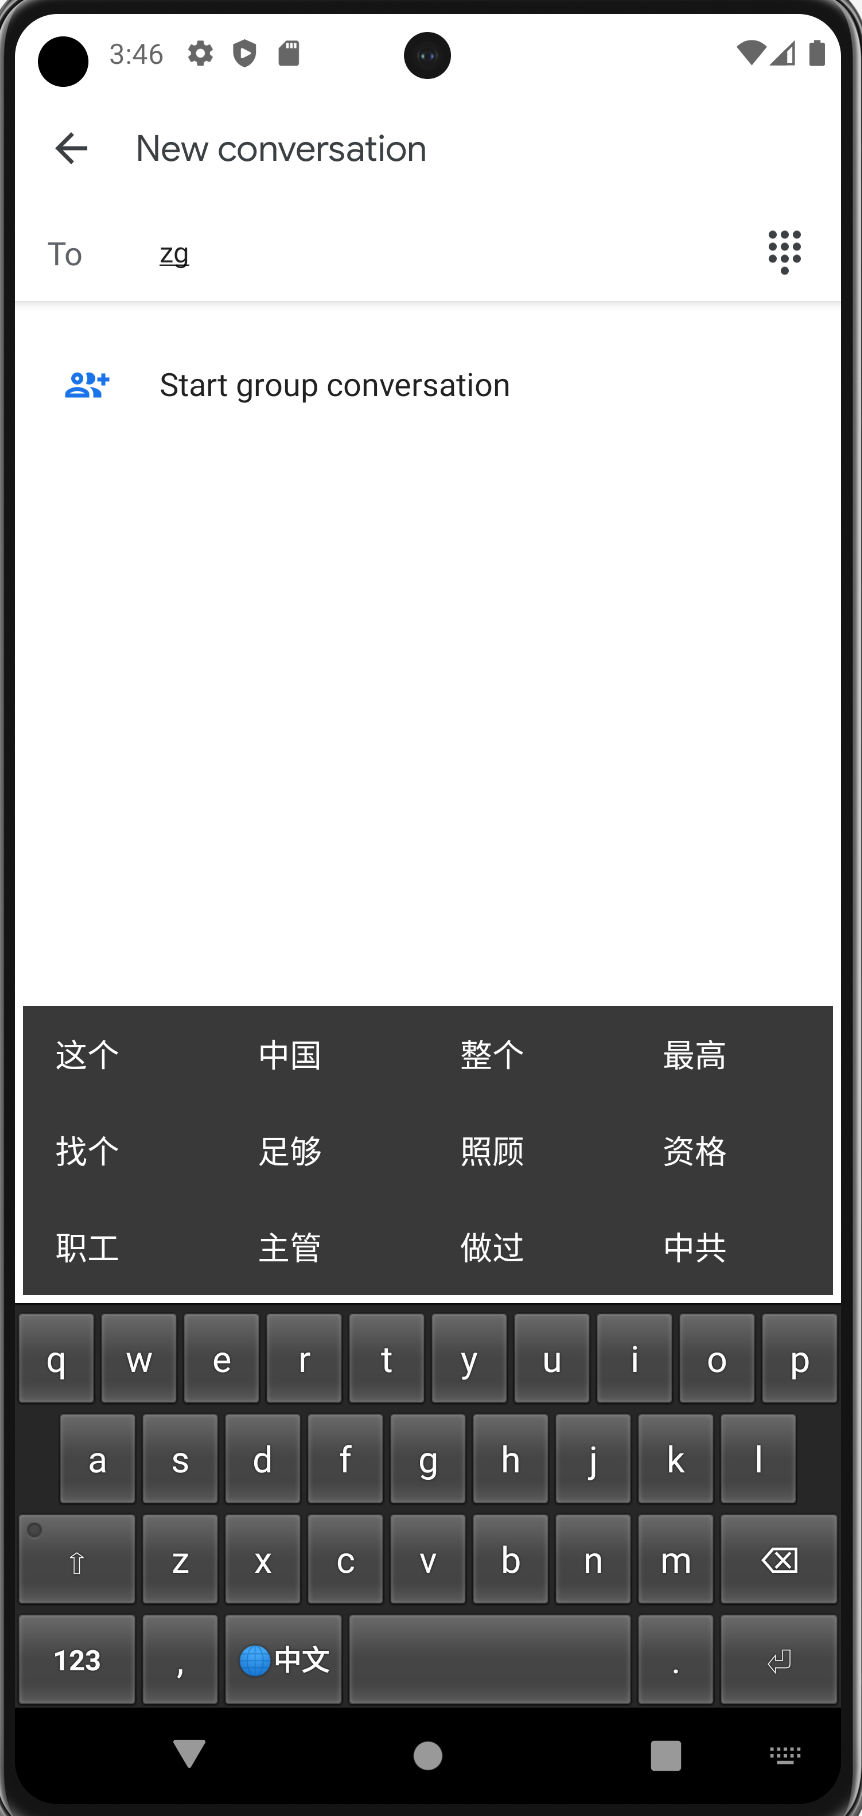 3:46
New conversation
To zg
Start group conversation
这个 中国 整个 最高
找个 足够 照顾 资格
职工 主管 做过 中共
q w e r t y u i o p
a s d f g h j k l
⇧ z x c v b n m ⌫
123 , 🌐中文 . ⏎